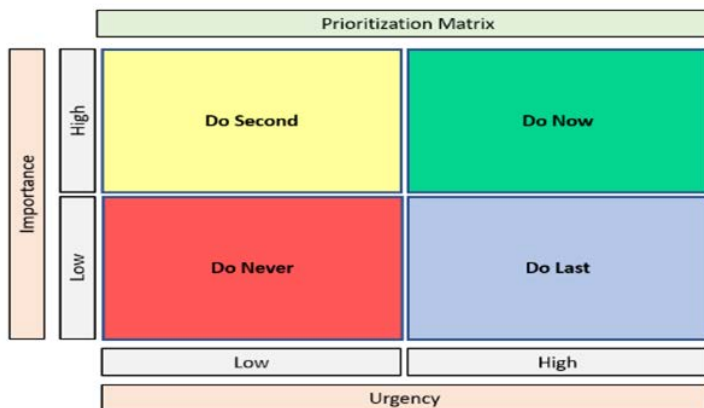 Prioritization Matrix
Importance
High
Do Second
Do Now
Low
Do Never
Do Last
Low
High
Urgency